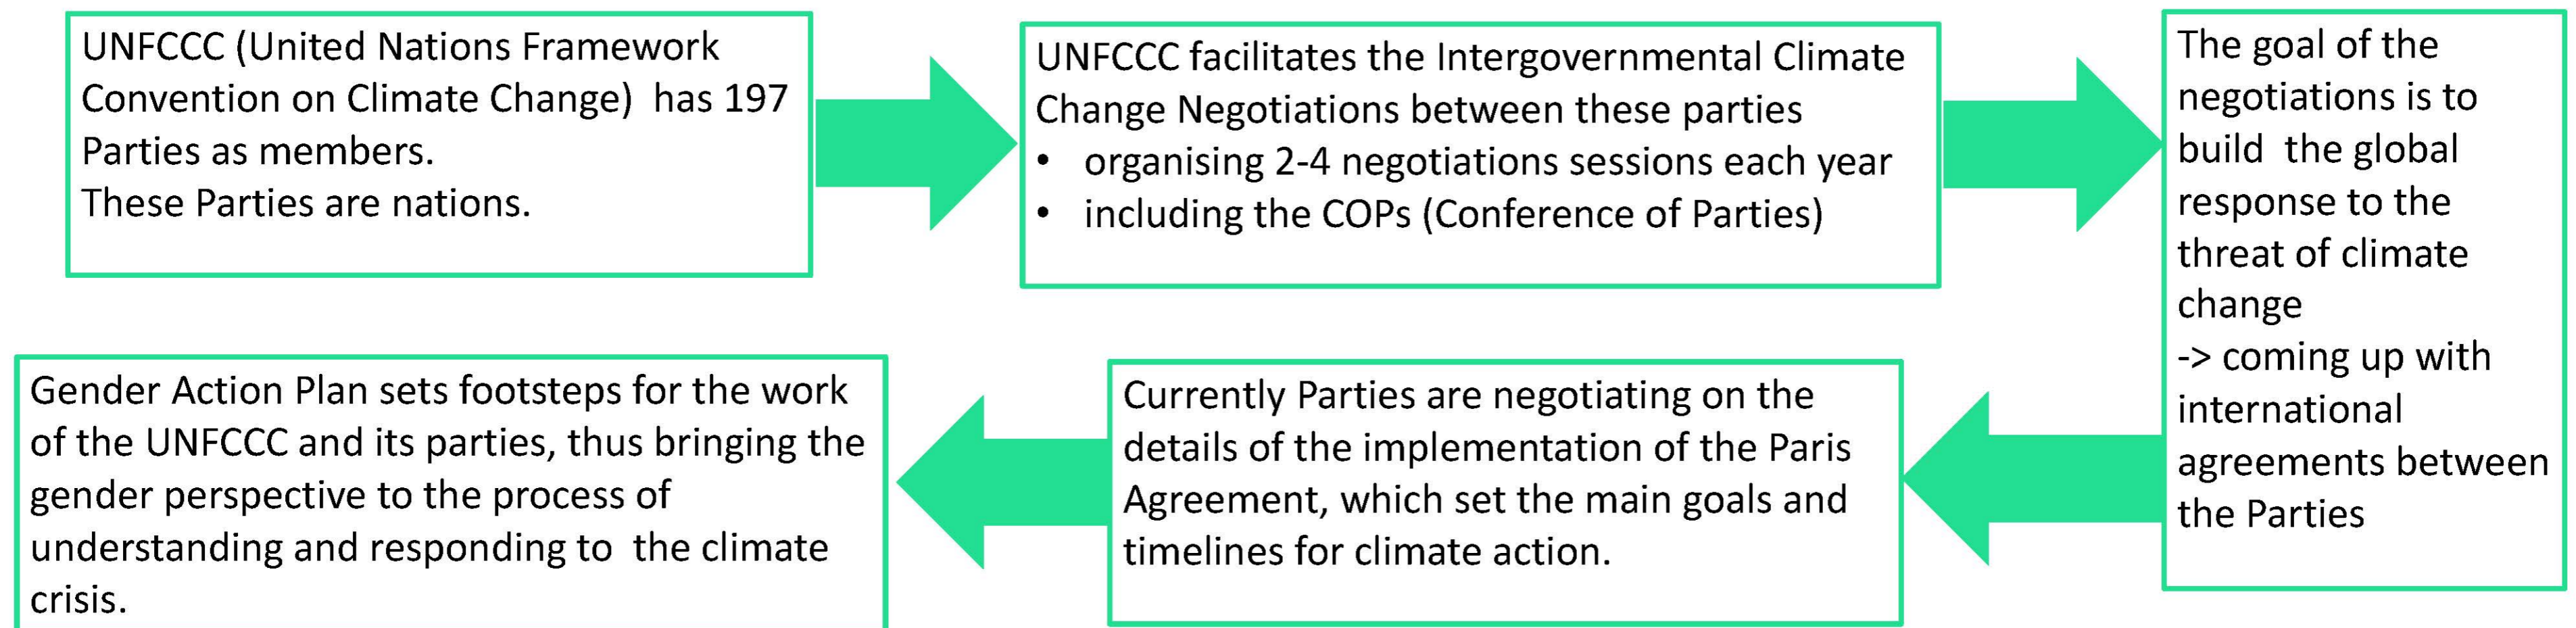 UNFCCC (United Nations Framework
Convention on Climate Change)  has 197
Parties as members.
These Parties are nations.
UNFCCC facilitates the Intergovernmental Climate
Change Negotiations between these parties
• organising 2-4 negotiations sessions each year
• including the COPs (Conference of Parties)
The goal of the
negotiations is to
build  the global
response to the
threat of climate
change
-> coming up with
international
agreements between
the Parties
Currently Parties are negotiating on the
details of the implementation of the Paris
Agreement, which set the main goals and
timelines for climate action.
Gender Action Plan sets footsteps for the work
of the UNFCCC and its parties, thus bringing the
gender perspective to the process of
understanding and responding to  the climate
crisis.